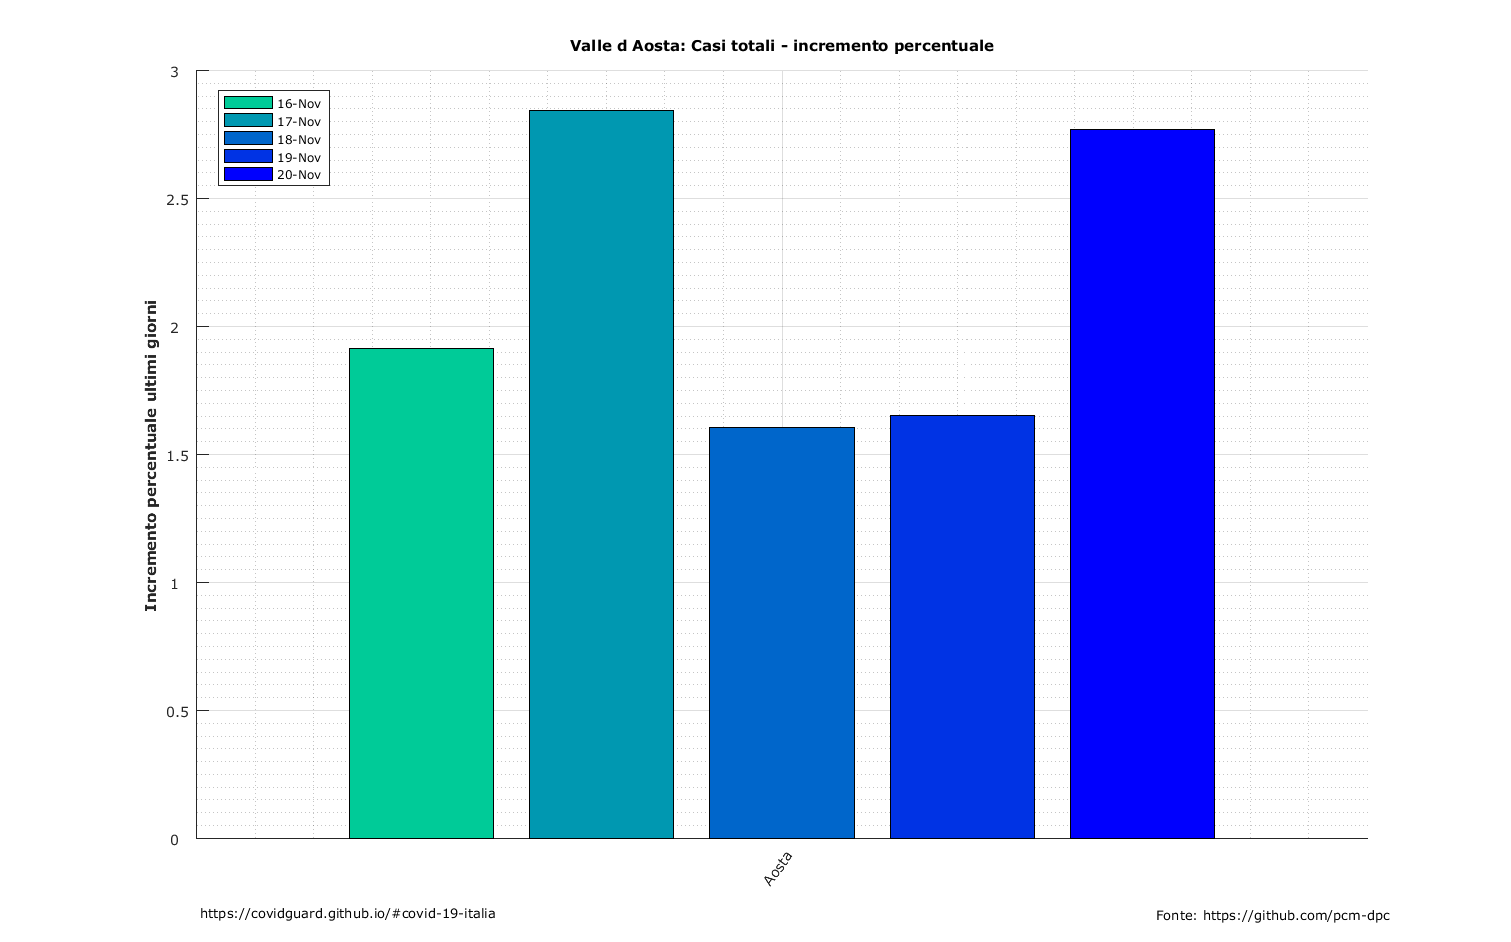 Valle d Aosta: Casi totali - incremento percentuale
3
2.5
2
1.5
1
0.5
0
16-Nov
17-Nov
18-Nov
19-Nov
20-Nov
Incremento percentuale ultimi giorni
Aosta
https://covidguard.github.io/#covid-19-italia
Fonte: https://github.com/pcm-dpc